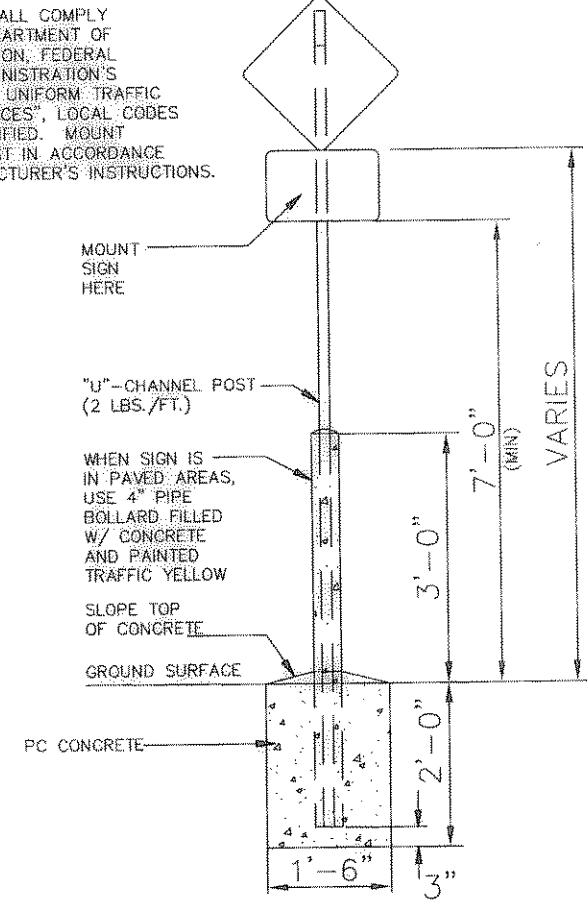 ALL COMPLY
ARTMENT OF
ON, FEDERAL
NISTRATION'S
UNIFORM TRAFFIC
CES", LOCAL CODES
IFIED. MOUNT
T IN ACCORDANCE
CTURER'S INSTRUCTIONS.
MOUNT
SIGN
HERE
"U"-CHANNEL POST
(2 LBS./FT.)
WHEN SIGN IS
IN PAVED AREAS,
USE 4" PIPE
BOLLARD FILLED
W/ CONCRETE
AND PAINTED
TRAFFIC YELLOW
SLOPE TOP
OF CONCRETE
GROUND SURFACE
PC CONCRETE
3'-0"
7'-0"
(MIN)
VARIES
2'-0"
1'-6"
3"